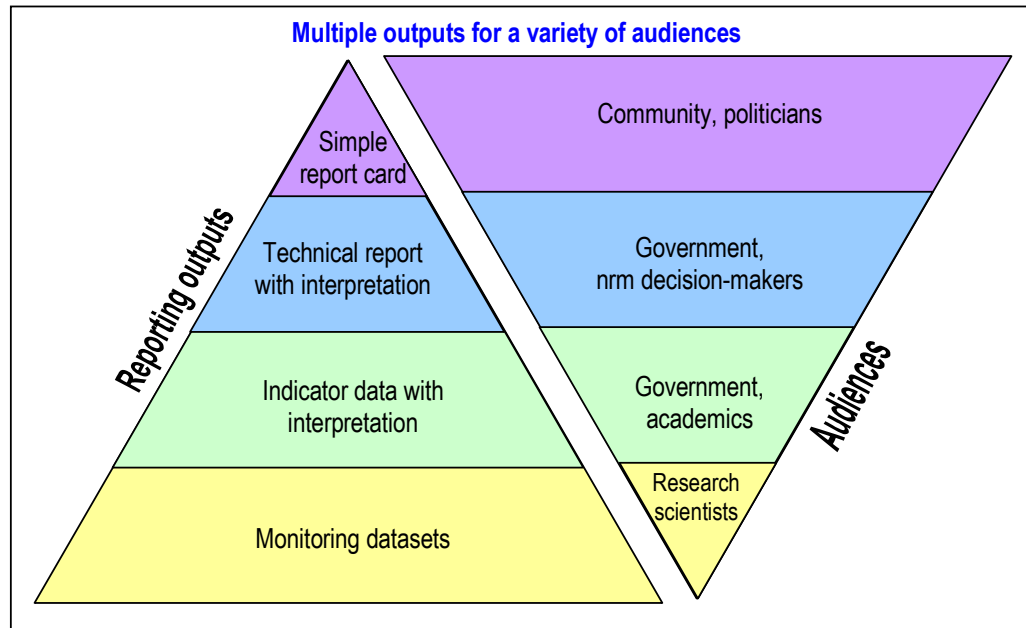 Multiple outputs for a variety of audiences
Simple
report card
Technical report
with interpretation
Indicator data with
interpretation
Monitoring datasets
Reporting outputs
Community, politicians
Government,
nrm decision-makers
Government,
academics
Research
scientists
Audiences